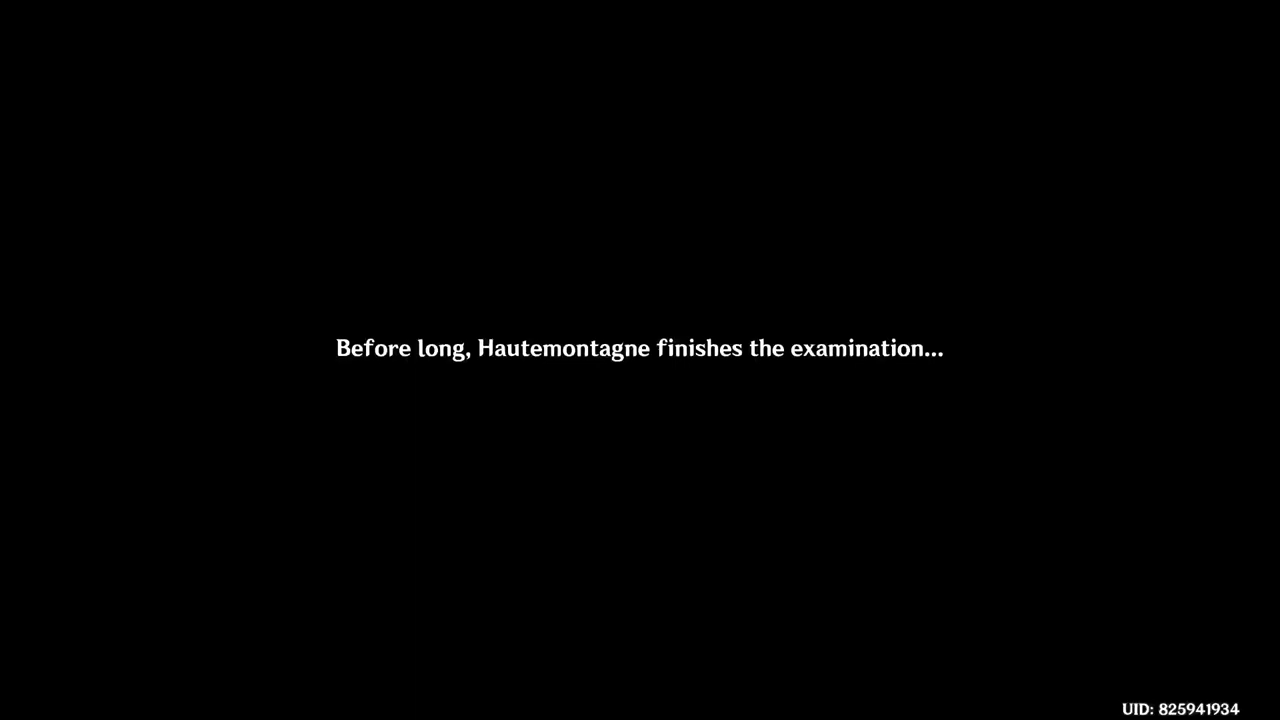 Before long, Hautemontagne finishes the examination...
UID: 825941934